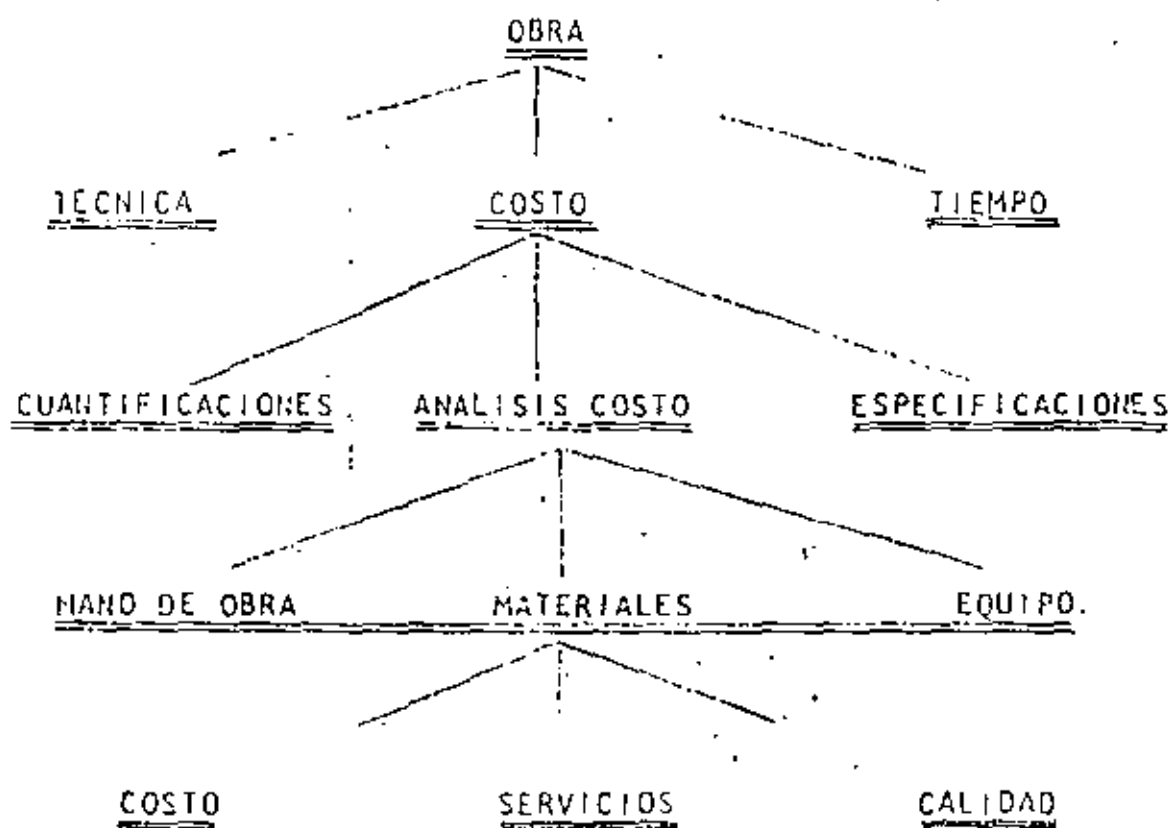 OBRA
TECNICA COSTO TIEMPO
CUANTIFICACIONES ANALISIS COSTO ESPECIFICACIONES
MANO DE OBRA MATERIALES EQUIPO.
COSTO SERVICIOS CALIDAD